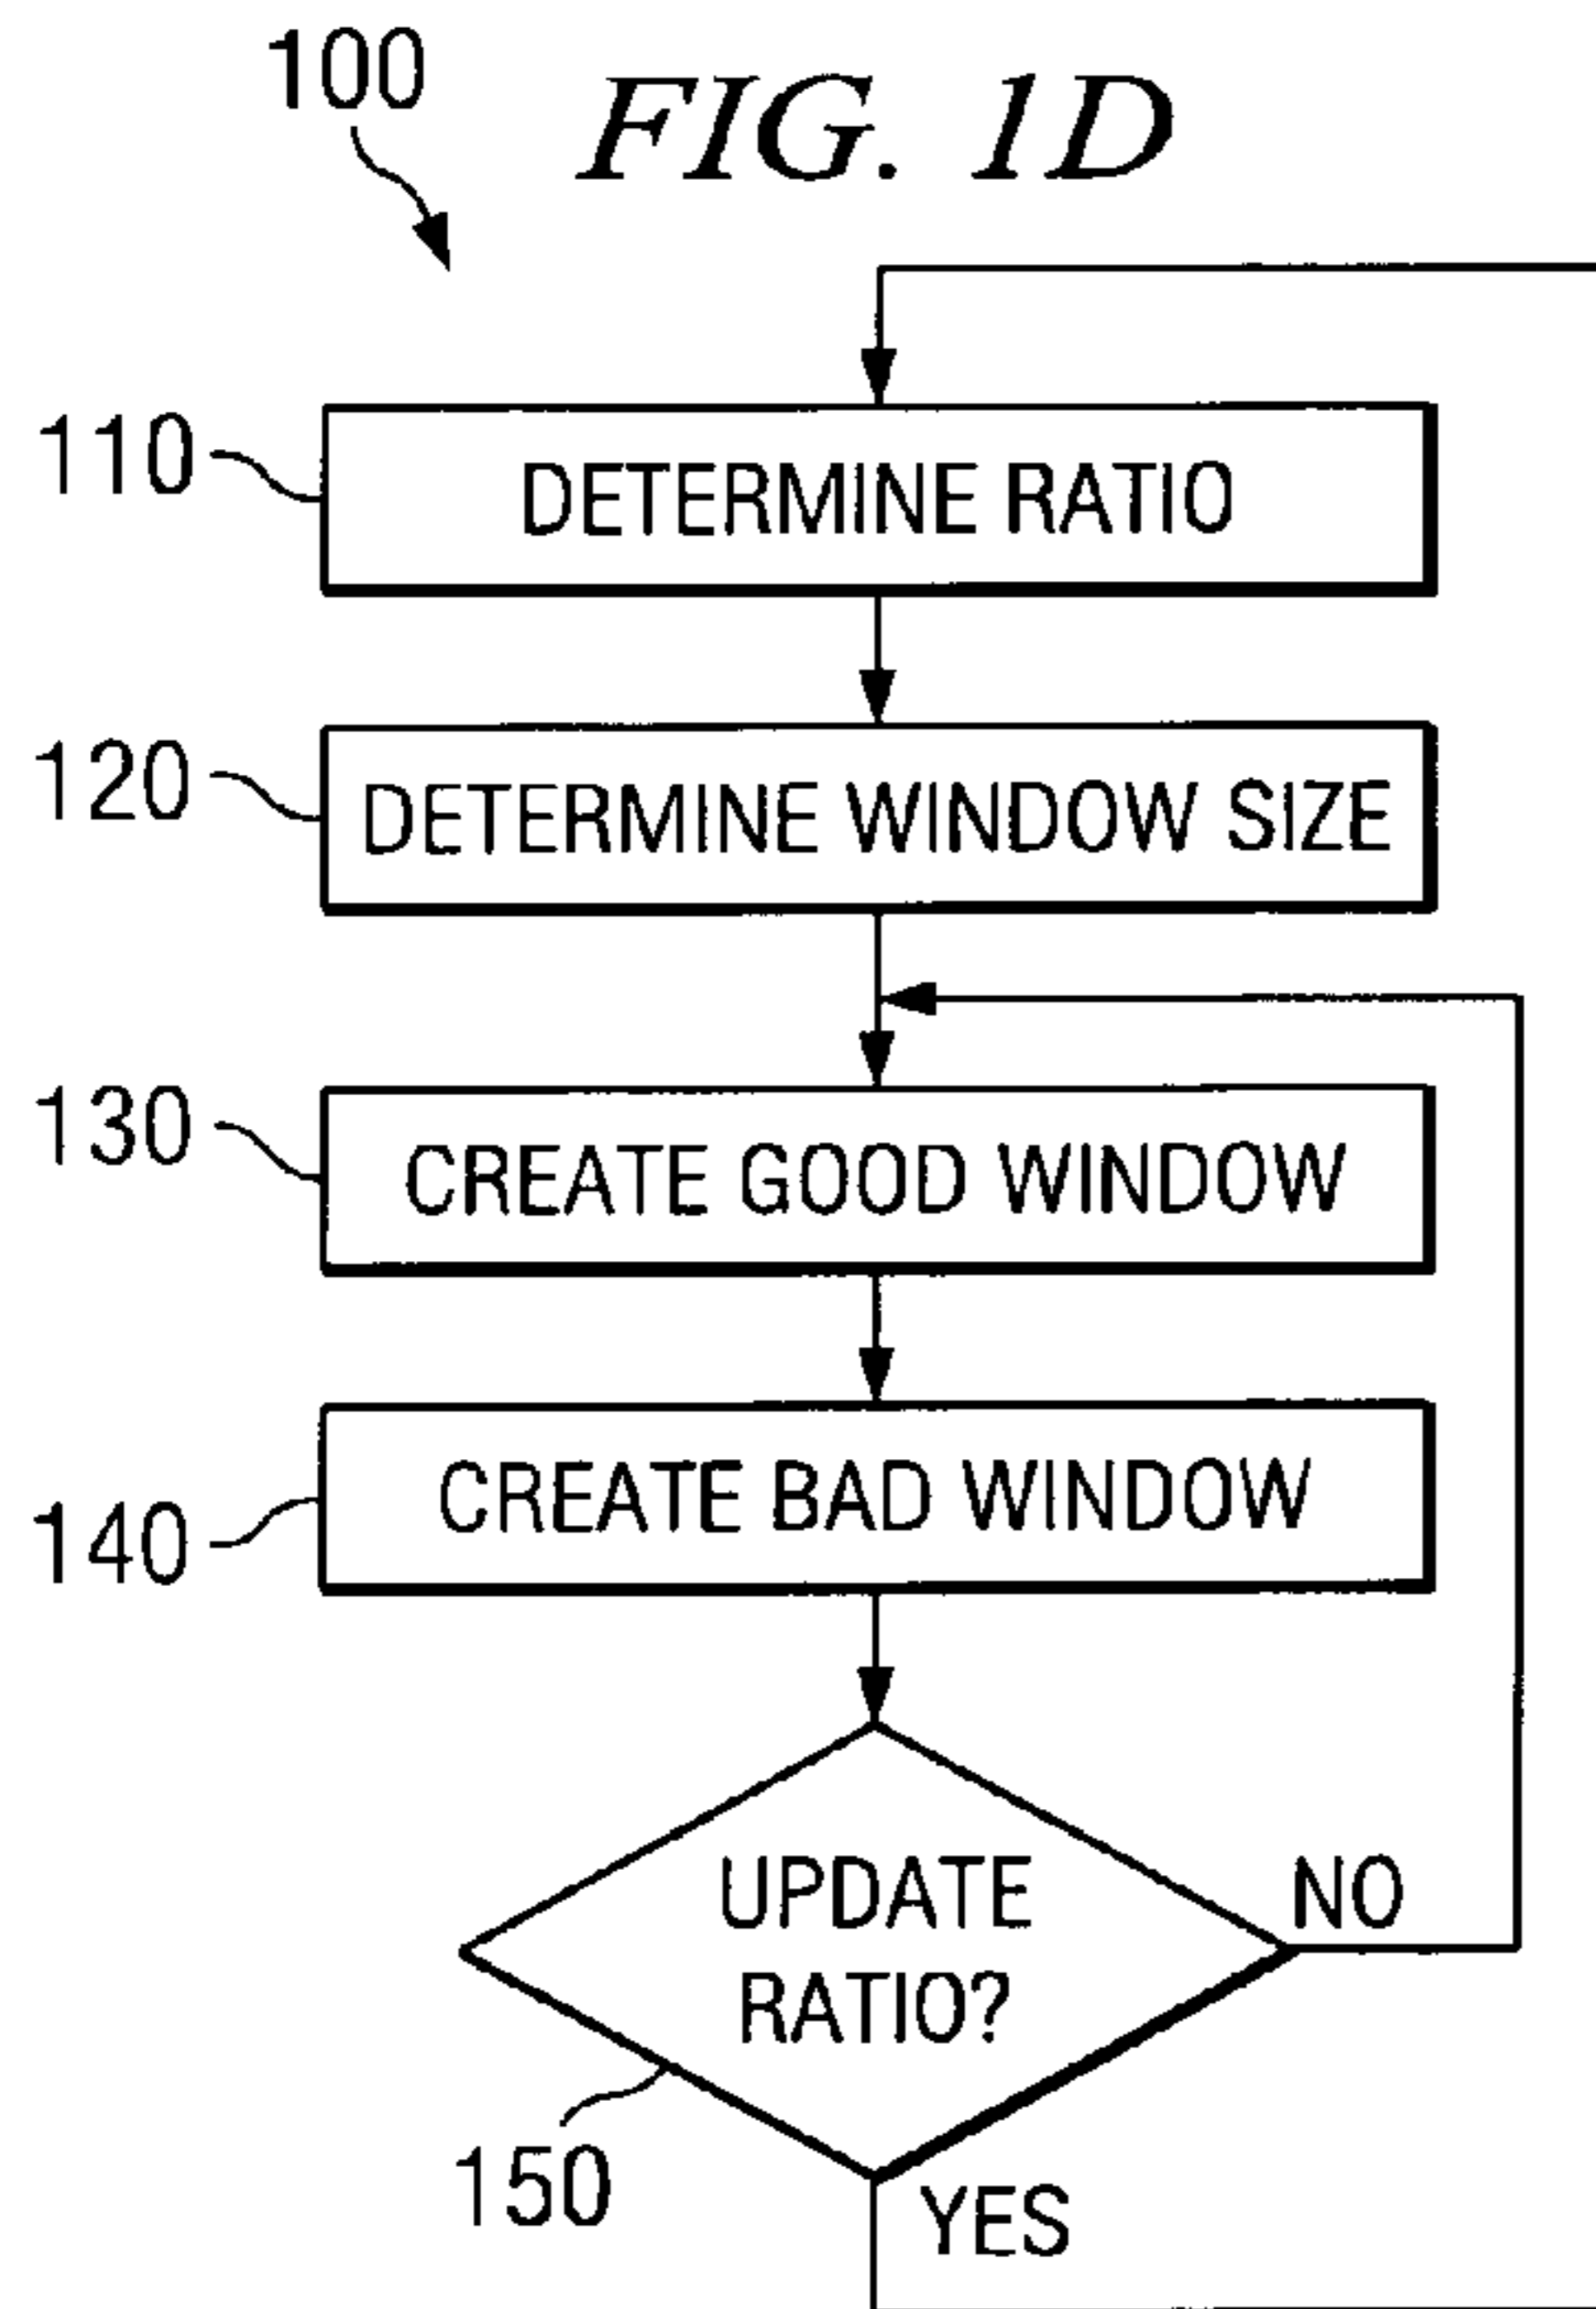 100
FIG. 1D
110
DETERMINE RATIO
120
DETERMINE WINDOW SIZE
130
CREATE GOOD WINDOW
140
CREATE BAD WINDOW
UPDATE
RATIO?
NO
150
YES